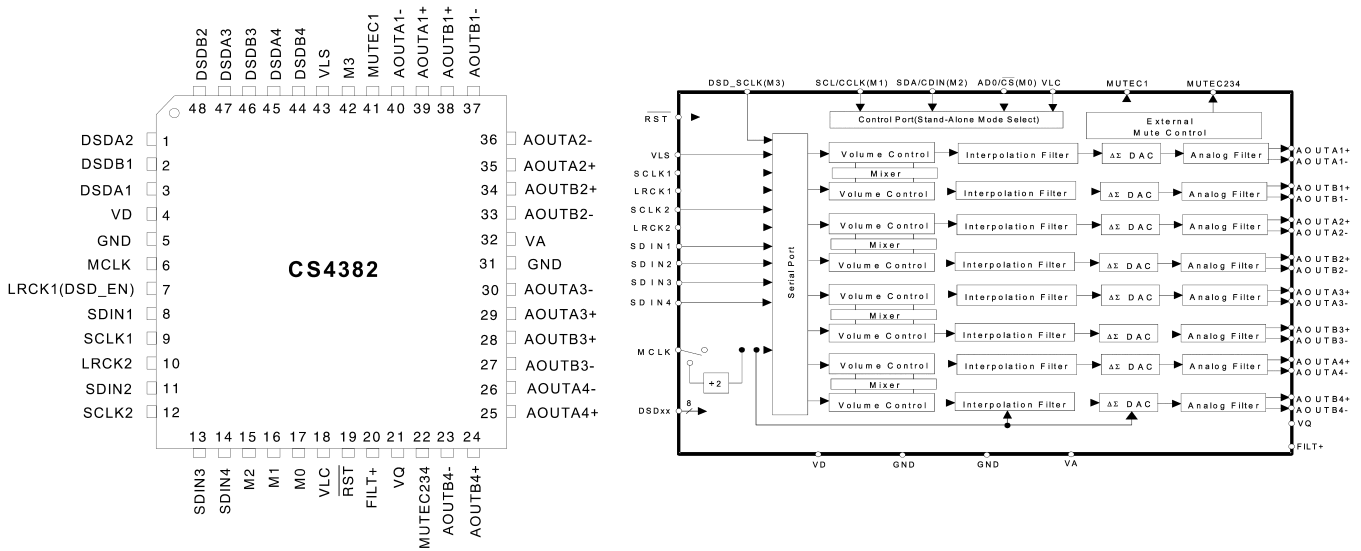 DSDB2
DSDA3
DSDB3
DSDA4
DSDB4
VLS
M3
MUTEC1
AOUTA1-
AOUTA1+
AOUTB1+
AOUTB1-
48 47 46 45 44 43 42 41 40 39 38 37
DSDA2 1
DSDB1 2
DSDA1 3
VD 4
GND 5
MCLK 6
LRCK1(DSD_EN) 7
SDIN1 8
SCLK1 9
LRCK2 10
SDIN2 11
SCLK2 12
CS4382
36 AOUTA2-
35 AOUTA2+
34 AOUTB2+
33 AOUTB2-
32 VA
31 GND
30 AOUTA3-
29 AOUTA3+
28 AOUTB3+
27 AOUTB3-
26 AOUTA4-
25 AOUTA4+
13 14 15 16 17 18 19 20 21 22 23 24
SDIN3
SDIN4
M2
M1
M0
VLC
RST
FILT+
VQ
MUTEC234
AOUTB4-
AOUTB4+
DSD_SCLK(M3) SCL/CCLK(M1) SDA/CDIN(M2) AD0/CS(M0) VLC MUTEC1 MUTEC234
RST
VLS
SCLK1
LRCK1
SCLK2
LRCK2
SDIN1
SDIN2
SDIN3
SDIN4
MCLK
÷2
DSDxx
8
Serial Port
Control Port(Stand-Alone Mode Select)
External
Mute Control
Volume Control Interpolation Filter ΔΣ DAC Analog Filter
Mixer
Volume Control Interpolation Filter ΔΣ DAC Analog Filter
Volume Control Interpolation Filter ΔΣ DAC Analog Filter
Mixer
Volume Control Interpolation Filter ΔΣ DAC Analog Filter
Volume Control Interpolation Filter ΔΣ DAC Analog Filter
Mixer
Volume Control Interpolation Filter ΔΣ DAC Analog Filter
Volume Control Interpolation Filter ΔΣ DAC Analog Filter
Mixer
Volume Control Interpolation Filter ΔΣ DAC Analog Filter
AOUTA1+
AOUTA1-
AOUTB1+
AOUTB1-
AOUTA2+
AOUTA2-
AOUTB2+
AOUTB2-
AOUTA3+
AOUTA3-
AOUTB3+
AOUTB3-
AOUTA4+
AOUTA4-
AOUTB4+
AOUTB4-
VQ
FILT+
VD GND GND VA